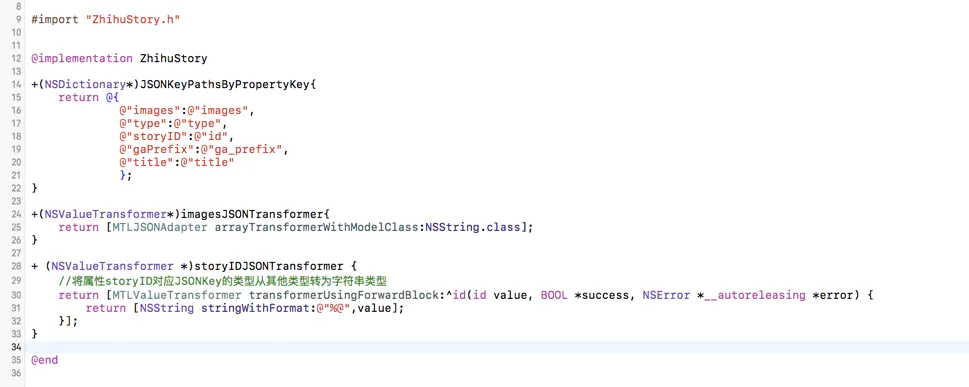 8
9 #import "ZhihuStory.h"
10
11
12 @implementation ZhihuStory
13
14 +(NSDictionary*)JSONKeyPathsByPropertyKey{
15 return @{
16 @"images":@"images",
17 @"type":@"type",
18 @"storyID":@"id",
19 @"gaPrefix":@"ga_prefix",
20 @"title":@"title"
21 };
22 }
23
24 +(NSValueTransformer*)imagesJSONTransformer{
25 return [MTLJSONAdapter arrayTransformerWithModelClass:NSString.class];
26 }
27
28 + (NSValueTransformer *)storyIDJSONTransformer {
29 //将属性storyID对应JSONKey的类型从其他类型转为字符串类型
30 return [MTLValueTransformer transformerUsingForwardBlock:^id(id value, BOOL *success, NSError *__autoreleasing *error) {
31 return [NSString stringWithFormat:@"%@",value];
32 }];
33 }
34
35 @end
36